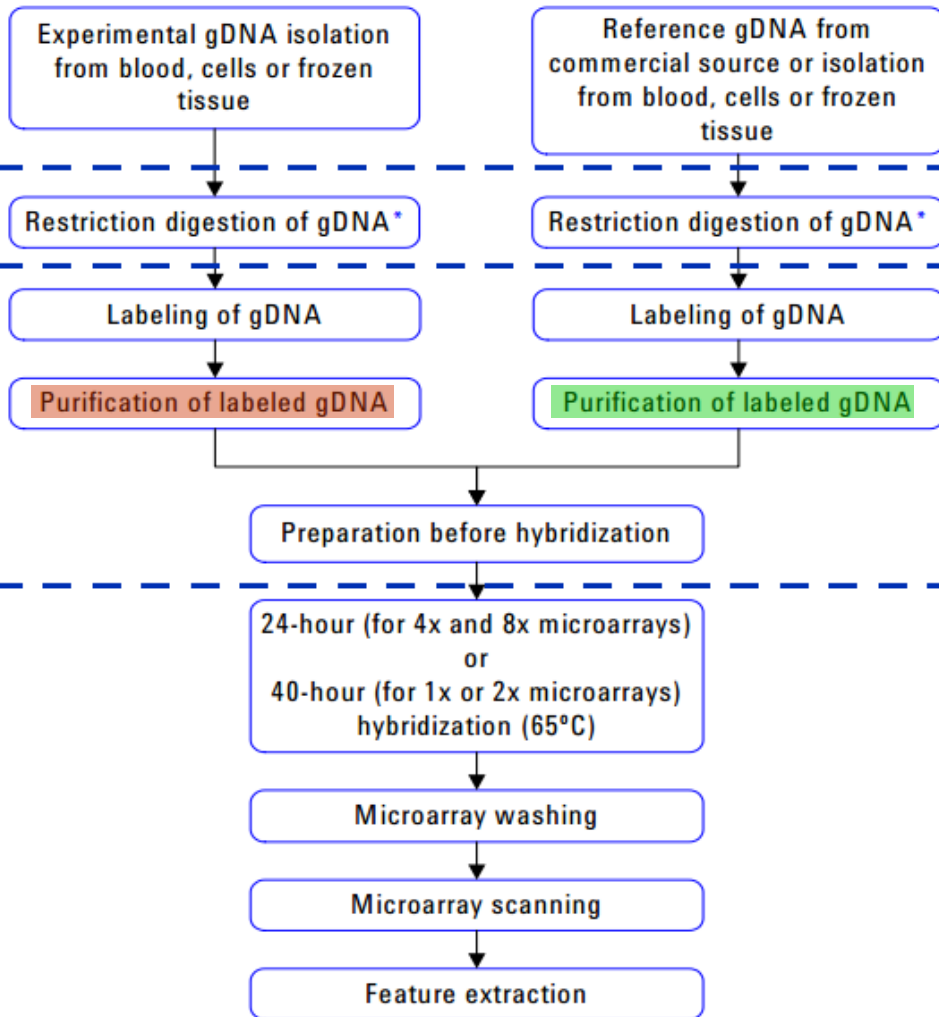 Experimental gDNA isolation
from blood, cells or frozen
tissue
Reference gDNA from
commercial source or isolation
from blood, cells or frozen
tissue
Restriction digestion of gDNA*
Restriction digestion of gDNA*
Labeling of gDNA
Labeling of gDNA
Purification of labeled gDNA
Purification of labeled gDNA
Preparation before hybridization
24-hour (for 4x and 8x microarrays)
or
40-hour (for 1x or 2x microarrays)
hybridization (65ºC)
Microarray washing
Microarray scanning
Feature extraction